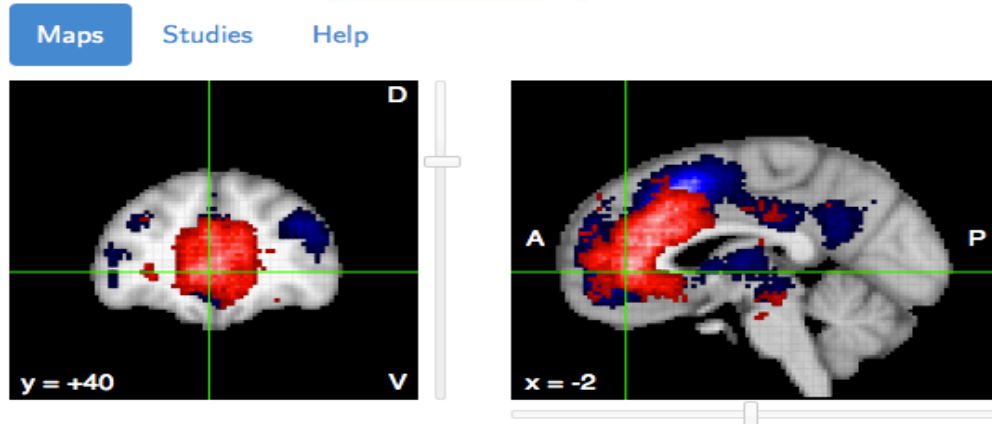 Maps Studies Help
D
A P
y = +40 V x = -2